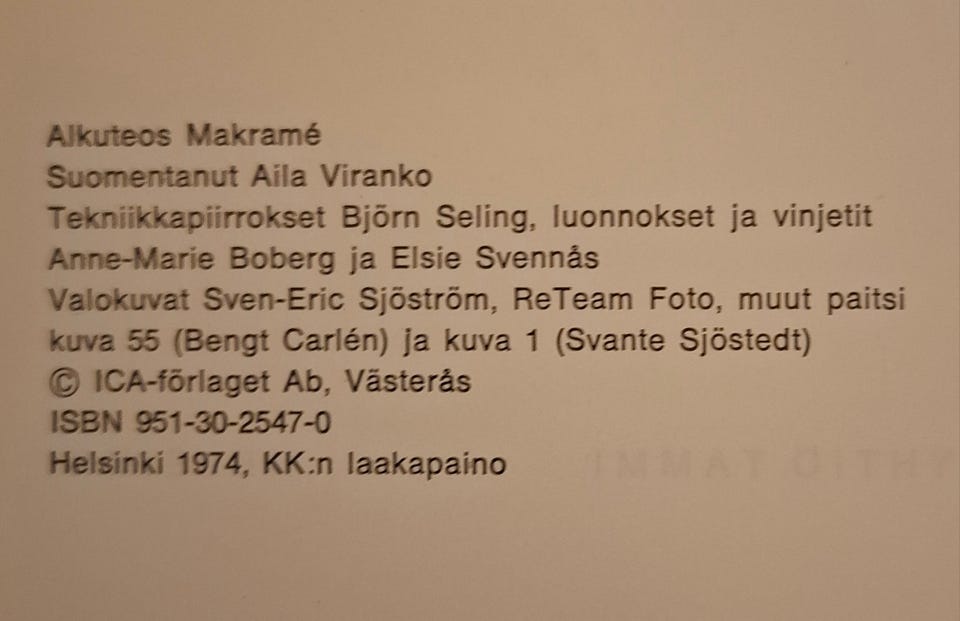 Alkuteos Makramé
Suomentanut Aila Viranko
Tekniikkapiirrokset Björn Seling, luonnokset ja vinjetit
Anne-Marie Boberg ja Elsie Svennås
Valokuvat Sven-Eric Sjöström, ReTeam Foto, muut paitsi
kuva 55 (Bengt Carlén) ja kuva 1 (Svante Sjöstedt)
© ICA-förlaget Ab, Västerås
ISBN 951-30-2547-0
Helsinki 1974, KK:n laakapaino